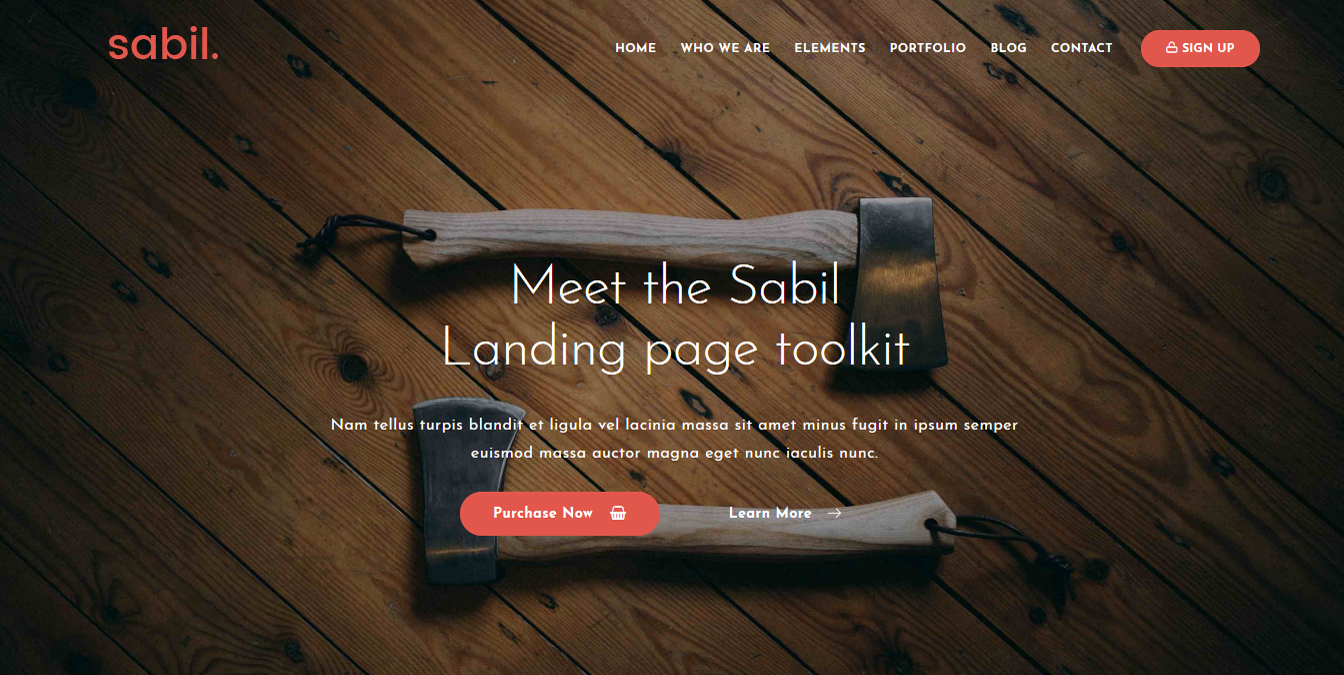 sabil.
HOME WHO WE ARE ELEMENTS PORTFOLIO BLOG CONTACT SIGN UP
Meet the Sabil
Landing page toolkit
Nam tellus turpis blandit et ligula vel lacinia massa sit amet minus fugit in ipsum semper
euismod massa auctor magna eget nunc iaculis nunc.
Purchase Now Learn More